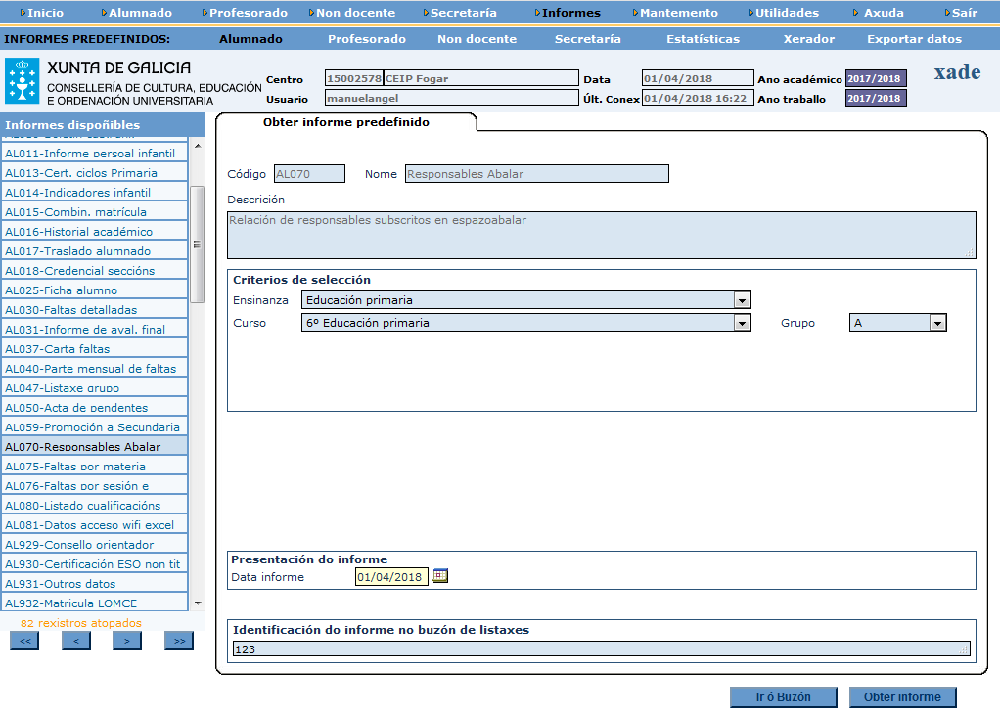 Inicio Alumnado Profesorado Non docente Secretaría Informes Mantemento Utilidades Axuda Saír
INFORMES PREDEFINIDOS: Alumnado Profesorado Non docente Secretaría Estatísticas Xerador Exportar datos
XUNTA DE GALICIA
CONSELLERÍA DE CULTURA, EDUCACIÓN
E ORDENACIÓN UNIVERSITARIA
Centro 15002578 CEIP Fogar Data 01/04/2018 Ano académico 2017/2018
Usuario manuelangel Últ. Conex 01/04/2018 16:22 Ano traballo 2017/2018
xade
Informes dispoñibles
AL011-Informe persoal infantil
AL013-Cert. ciclos Primaria
AL014-Indicadores infantil
AL015-Combin. matrícula
AL016-Historial académico
AL017-Traslado alumnado
AL018-Credencial seccións
AL025-Ficha alumno
AL030-Faltas detalladas
AL031-Informe de aval. final
AL037-Carta faltas
AL040-Parte mensual de faltas
AL047-Listaxe grupo
AL050-Acta de pendentes
AL059-Promoción a Secundaria
AL070-Responsables Abalar
AL075-Faltas por materia
AL076-Faltas por sesión e
AL080-Listado cualificacións
AL081-Datos acceso wifi excel
AL929-Consello orientador
AL930-Certificación ESO non tit
AL931-Outros datos
AL932-Matricula LOMCE
82 rexistros atopados
<< < > >>
Obter informe predefinido
Código AL070 Nome Responsables Abalar
Descrición
Relación de responsables subscritos en espazoabalar
Criterios de selección
Ensinanza Educación primaria
Curso 6º Educación primaria Grupo A
Presentación do informe
Data informe 01/04/2018
Identificación do informe no buzón de listaxes
123
Ir ó Buzón Obter informe